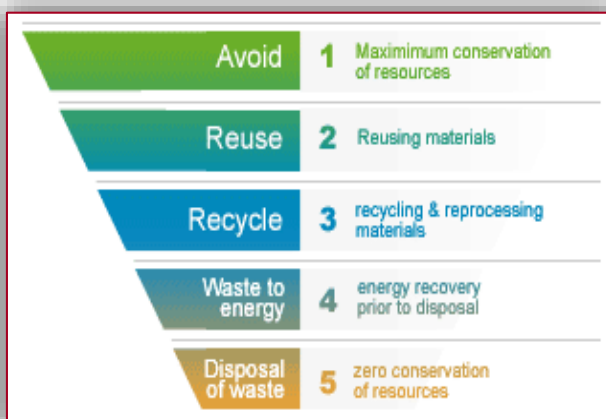 Avoid 1 Maximimum conservation
of resources
Reuse 2 Reusing materials
Recycle 3 recycling & reprocessing
materials
Waste to
energy 4 energy recovery
prior to disposal
Disposal
of waste 5 zero conservation
of resources